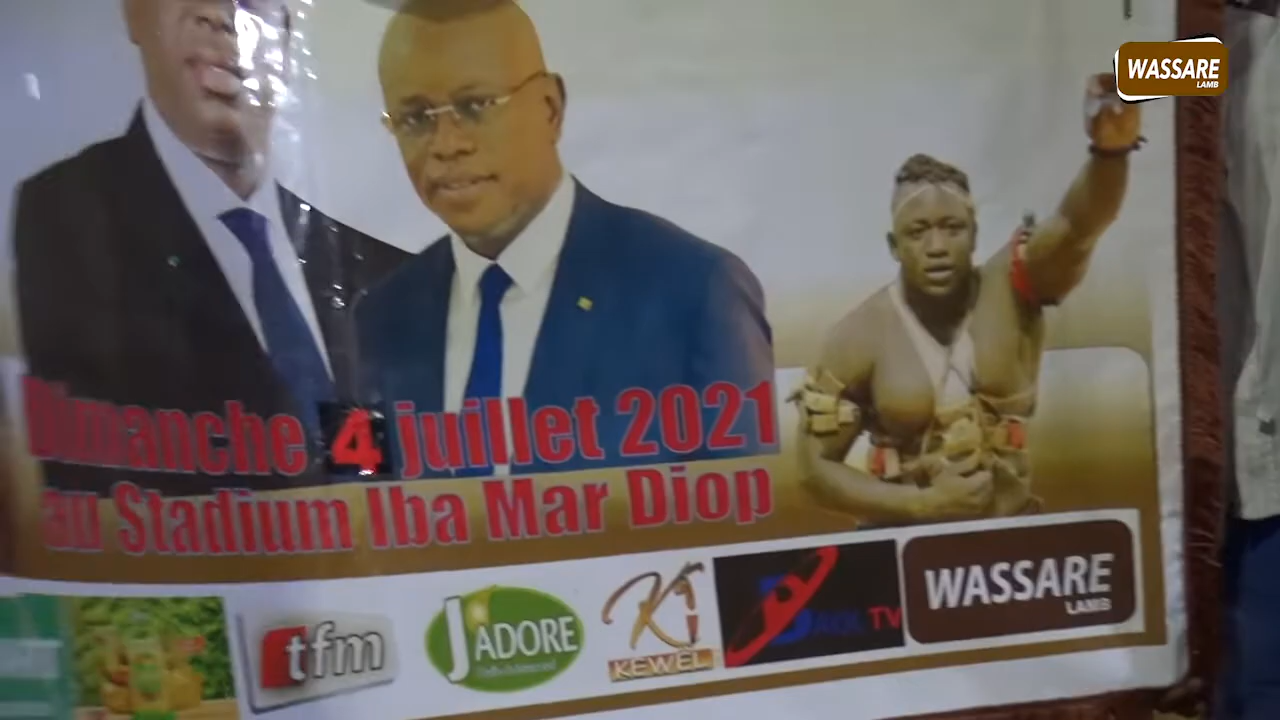 WASSARE
LAMB
Dimanche 4 juillet 2021
au Stadium Iba Mar Diop
tfm
J'ADORE
KEWEL
TV
WASSARE
LAMB